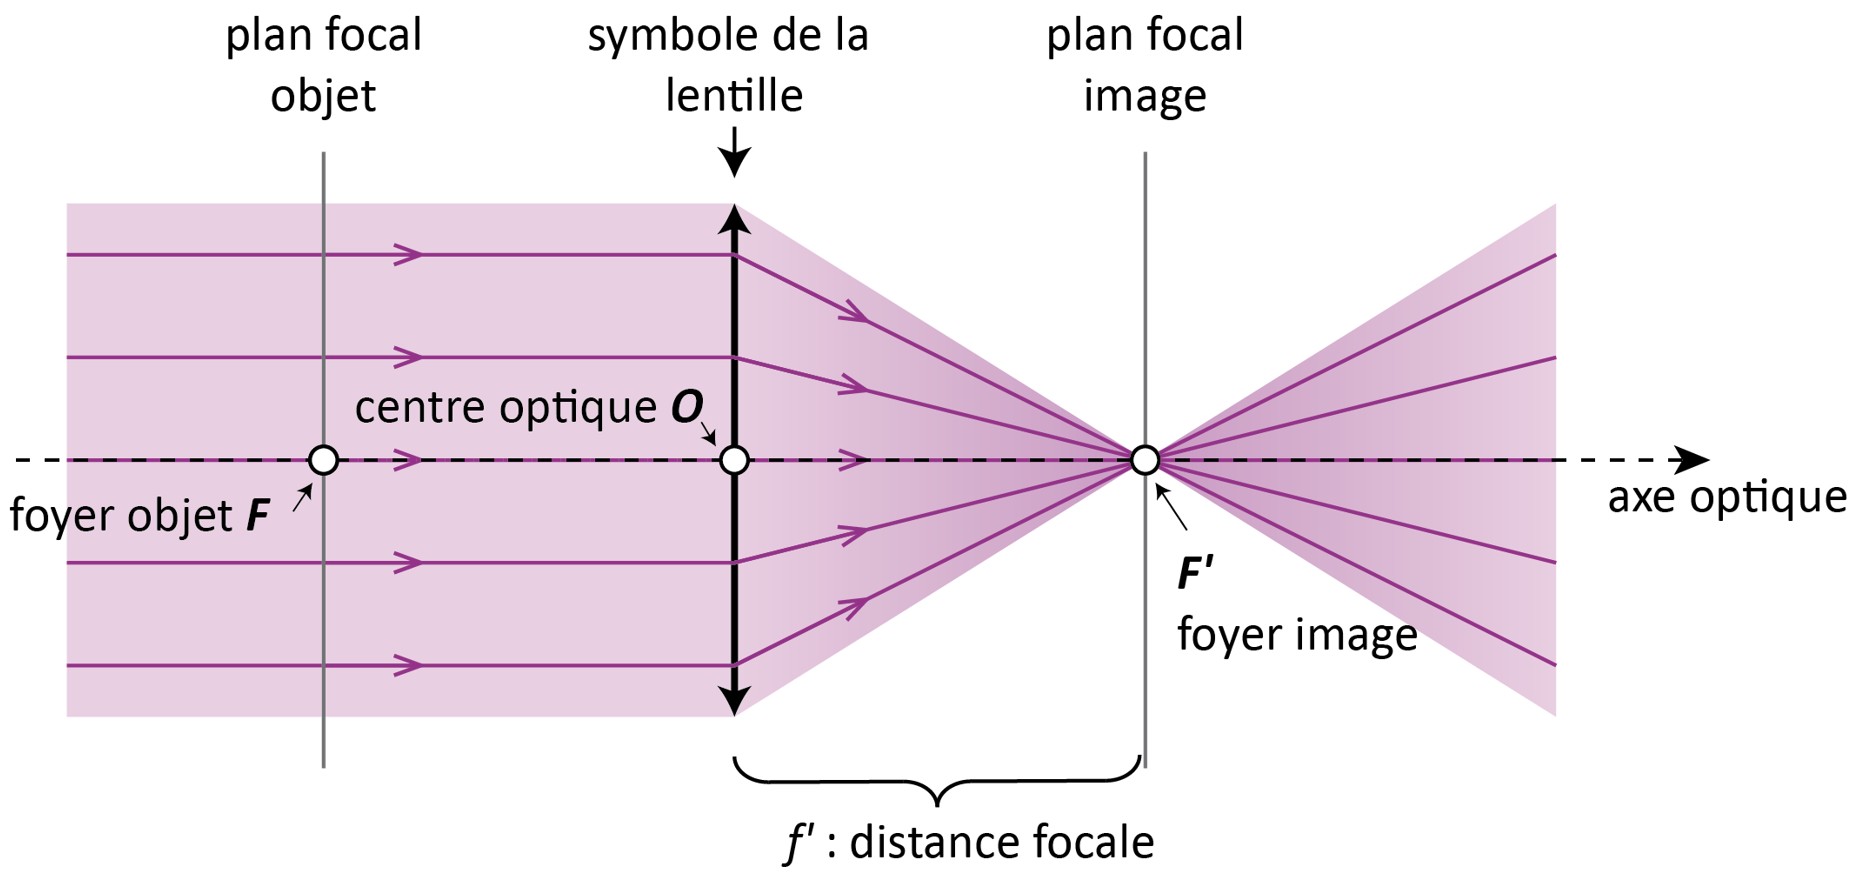 plan focal
objet
symbole de la
lentille
plan focal
image
centre optique O
foyer objet F
axe optique
F'
foyer image
f' : distance focale